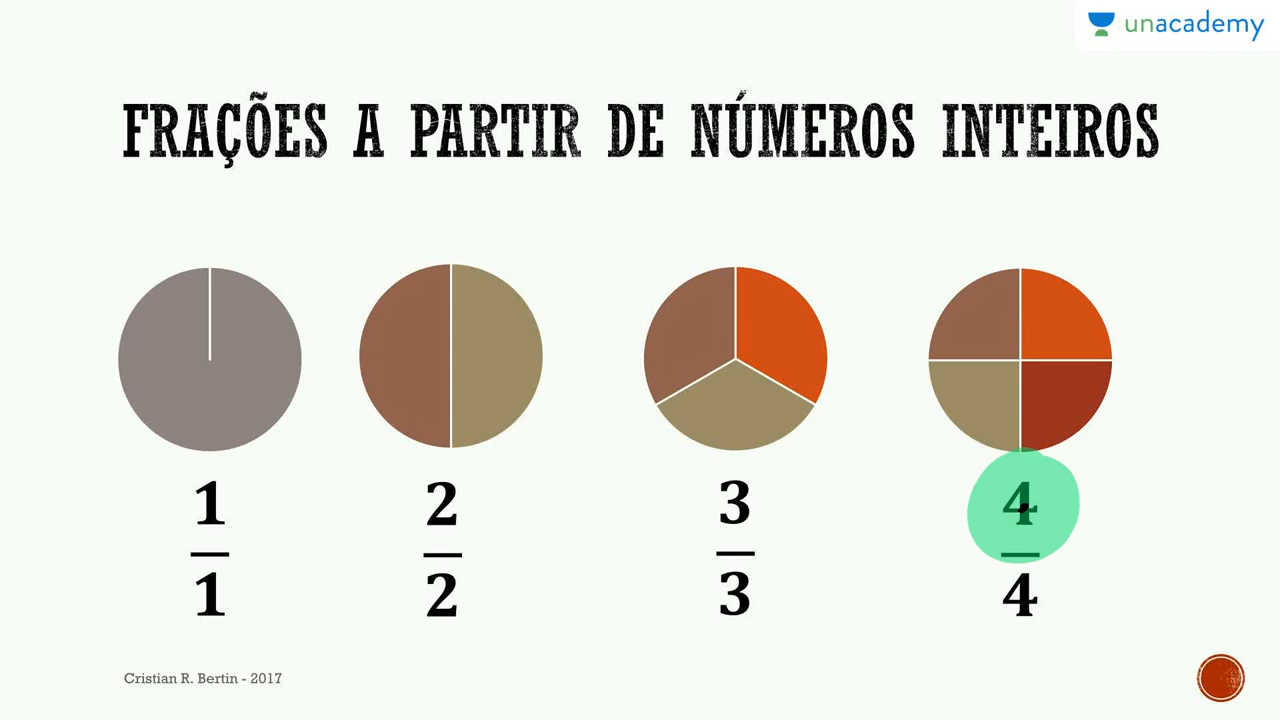 unacademy
FRAÇÕES A PARTIR DE NÚMEROS INTEIROS
1 2 3 4
1 2 3 4
Cristian R. Bertin - 2017